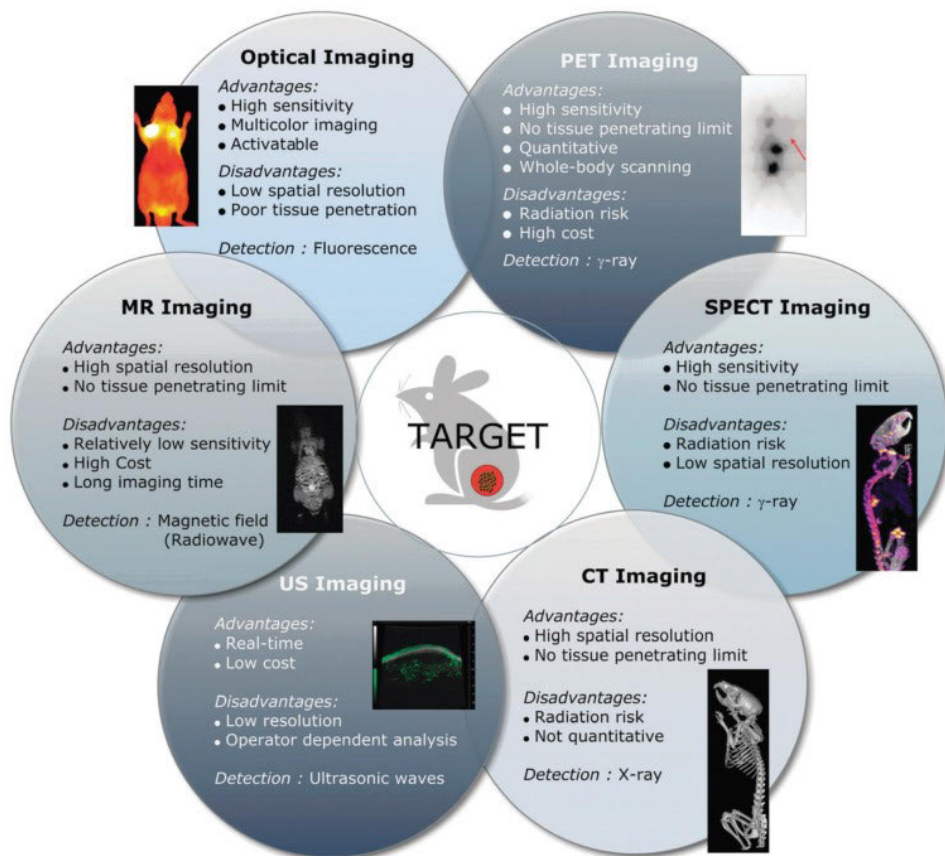 Optical Imaging
Advantages:
• High sensitivity
• Multicolor imaging
• Activatable
Disadvantages:
• Low spatial resolution
• Poor tissue penetration
Detection : Fluorescence
PET Imaging
Advantages:
• High sensitivity
• No tissue penetrating limit
• Quantitative
• Whole-body scanning
Disadvantages:
• Radiation risk
• High cost
Detection : γ-ray
MR Imaging
Advantages:
• High spatial resolution
• No tissue penetrating limit
Disadvantages:
• Relatively low sensitivity
• High Cost
• Long imaging time
Detection : Magnetic field
(Radiowave)
TARGET
SPECT Imaging
Advantages:
• High sensitivity
• No tissue penetrating limit
Disadvantages:
• Radiation risk
• Low spatial resolution
Detection : γ-ray
US Imaging
Advantages:
• Real-time
• Low cost
Disadvantages:
• Low resolution
• Operator dependent analysis
Detection : Ultrasonic waves
CT Imaging
Advantages:
• High spatial resolution
• No tissue penetrating limit
Disadvantages:
• Radiation risk
• Not quantitative
Detection : X-ray